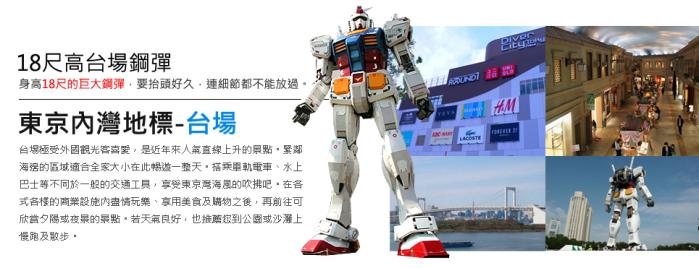 18尺高台場鋼彈
身高18尺的巨大鋼彈，要抬頭好久，連細節都不能放過。
東京內灣地標-台場
台場極受外國観光客喜愛，是近年來人氣直線上升的景點。緊鄰
海邊的區域適合全家大小在此暢遊一整天。搭乘單軌電車、水上
巴士等不同於一般的交通工具，享受東京灣海風的吹拂吧。在各
式各樣的商業設施內盡情玩樂、享用美食及購物之後，再前往可
欣賞夕陽或夜景的景點。若天氣良好，也推薦您到公園或沙灘上
慢跑及散步。
Diver
City
ROUND1
UNI
QLO
H&M
ABC-MART
LACOSTE
FOREVER 21